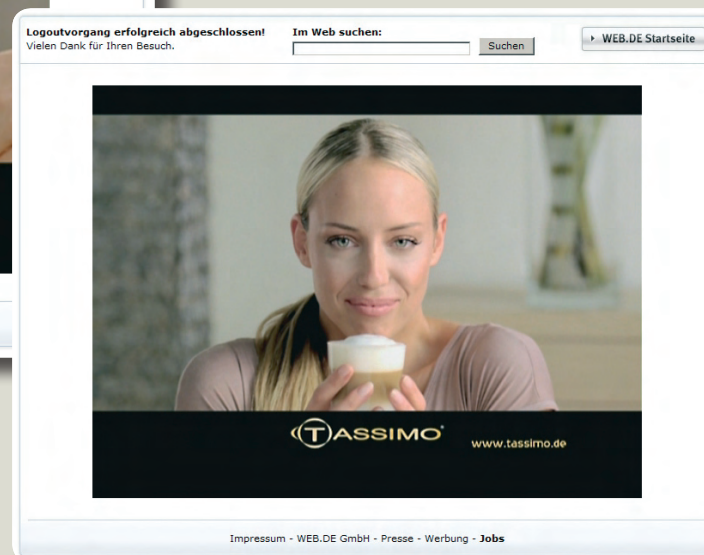 Logoutvorgang erfolgreich abgeschlossen!
Vielen Dank für Ihren Besuch.
Im Web suchen:
Suchen
WEB.DE Startseite
TASSIMO
www.tassimo.de
Impressum - WEB.DE GmbH - Presse - Werbung - Jobs